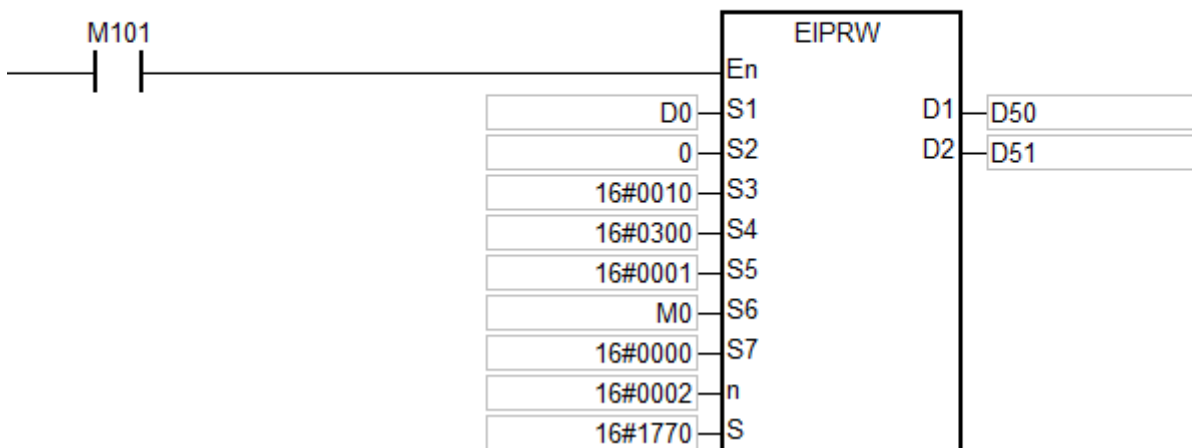 M101
EIPRW
En
D0 S1 D1 D50
0 S2 D2 D51
16#0010 S3
16#0300 S4
16#0001 S5
M0 S6
16#0000 S7
16#0002 n
16#1770 S